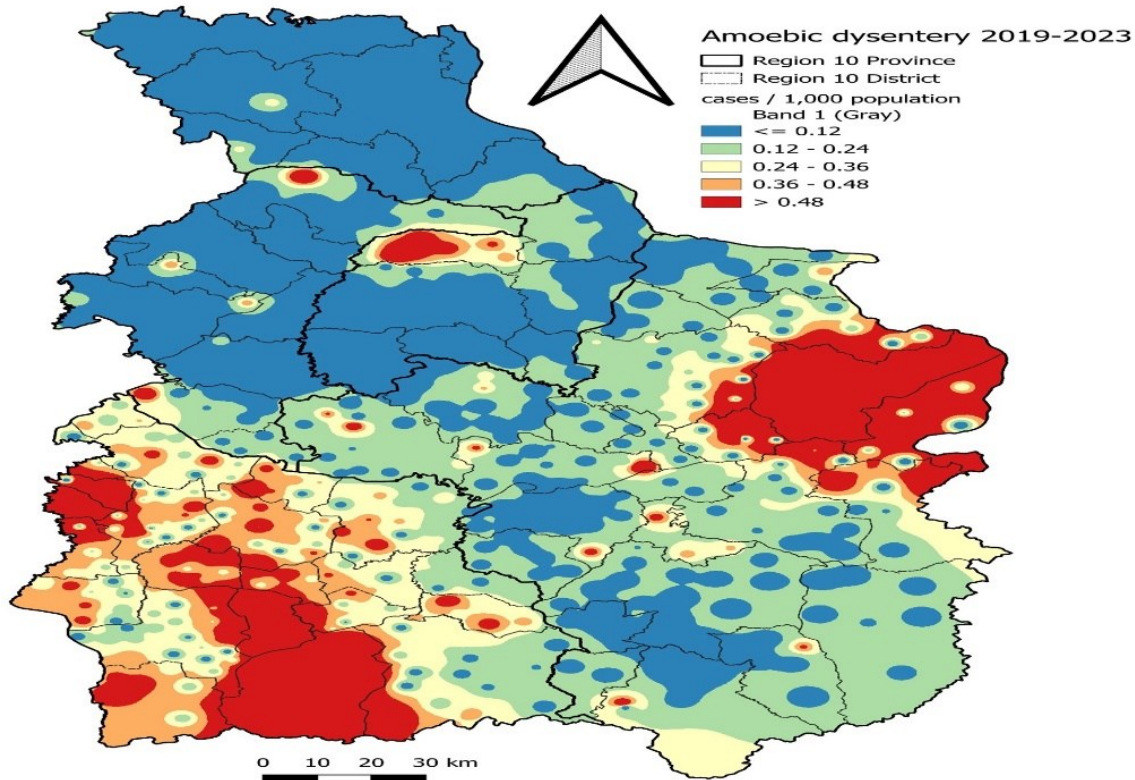 Amoebic dysentery 2019-2023
Region 10 Province
Region 10 District
cases / 1,000 population
Band 1 (Gray)
<= 0.12
0.12 - 0.24
0.24 - 0.36
0.36 - 0.48
> 0.48
0 10 20 30 km